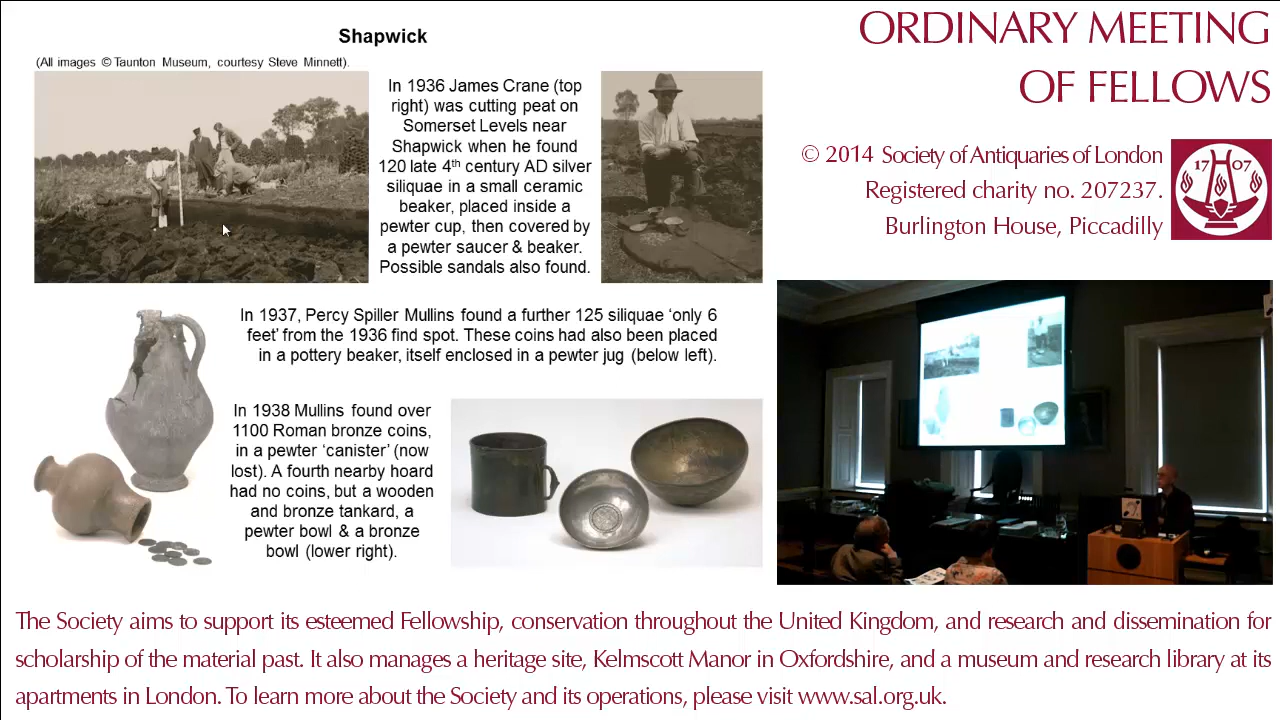 Shapwick
(All images © Taunton Museum, courtesy Steve Minnett).
In 1936 James Crane (top
right) was cutting peat on
Somerset Levels near
Shapwick when he found
120 late 4th century AD silver
siliquae in a small ceramic
beaker, placed inside a
pewter cup, then covered by
a pewter saucer & beaker.
Possible sandals also found.
In 1937, Percy Spiller Mullins found a further 125 siliquae ‘only 6
feet’ from the 1936 find spot. These coins had also been placed
in a pottery beaker, itself enclosed in a pewter jug (below left).
In 1938 Mullins found over
1100 Roman bronze coins,
in a pewter ‘canister’ (now
lost). A fourth nearby hoard
had no coins, but a wooden
and bronze tankard, a
pewter bowl & a bronze
bowl (lower right).
ORDINARY MEETING
OF FELLOWS
© 2014 Society of Antiquaries of London
Registered charity no. 207237.
Burlington House, Piccadilly
17 07
The Society aims to support its esteemed Fellowship, conservation throughout the United Kingdom, and research and dissemination for
scholarship of the material past. It also manages a heritage site, Kelmscott Manor in Oxfordshire, and a museum and research library at its
apartments in London. To learn more about the Society and its operations, please visit www.sal.org.uk.